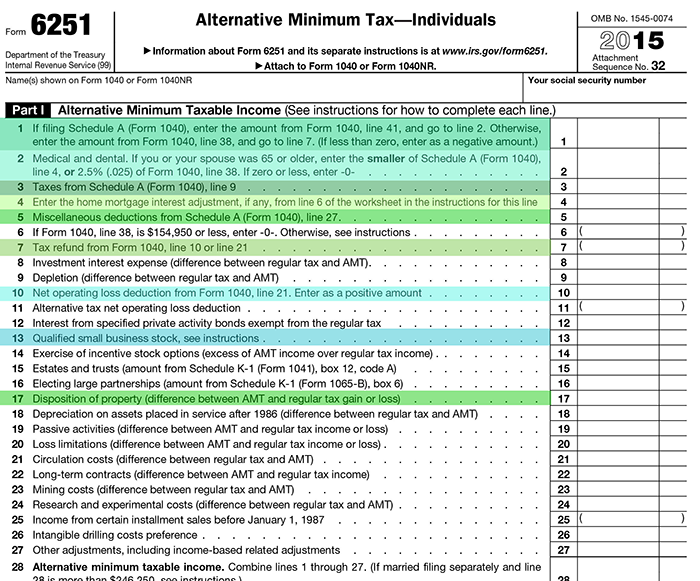 Form 6251
Department of the Treasury
Internal Revenue Service (99)
Alternative Minimum Tax—Individuals
▶ Information about Form 6251 and its separate instructions is at www.irs.gov/form6251.
▶ Attach to Form 1040 or Form 1040NR.
OMB No. 1545-0074
2015
Attachment
Sequence No. 32
Name(s) shown on Form 1040 or Form 1040NR
Your social security number
Part I Alternative Minimum Taxable Income (See instructions for how to complete each line.)
1 If filing Schedule A (Form 1040), enter the amount from Form 1040, line 41, and go to line 2. Otherwise,
enter the amount from Form 1040, line 38, and go to line 7. (If less than zero, enter as a negative amount.) 1
2 Medical and dental. If you or your spouse was 65 or older, enter the smaller of Schedule A (Form 1040),
line 4, or 2.5% (.025) of Form 1040, line 38. If zero or less, enter -0- . . . . . . . . . . 2
3 Taxes from Schedule A (Form 1040), line 9 . . . . . . . . . . . . . . . 3
4 Enter the home mortgage interest adjustment, if any, from line 6 of the worksheet in the instructions for this line 4
5 Miscellaneous deductions from Schedule A (Form 1040), line 27. . . . . . . . . . . 5
6 If Form 1040, line 38, is $154,950 or less, enter -0-. Otherwise, see instructions . . . . . . . 6 ( )
7 Tax refund from Form 1040, line 10 or line 21 . . . . . . . . . . . . . . 7 ( )
8 Investment interest expense (difference between regular tax and AMT). . . . . . . . . . 8
9 Depletion (difference between regular tax and AMT) . . . . . . . . . . . . . 9
10 Net operating loss deduction from Form 1040, line 21. Enter as a positive amount . . . . . . 10
11 Alternative tax net operating loss deduction . . . . . . . . . . . . . . 11 ( )
12 Interest from specified private activity bonds exempt from the regular tax . . . . . . . . 12
13 Qualified small business stock, see instructions . . . . . . . . . . . . . . 13
14 Exercise of incentive stock options (excess of AMT income over regular tax income) . . . . . . 14
15 Estates and trusts (amount from Schedule K-1 (Form 1041), box 12, code A) . . . . . . . . 15
16 Electing large partnerships (amount from Schedule K-1 (Form 1065-B), box 6) . . . . . . . 16
17 Disposition of property (difference between AMT and regular tax gain or loss) . . . . . . . 17
18 Depreciation on assets placed in service after 1986 (difference between regular tax and AMT) . . . . 18
19 Passive activities (difference between AMT and regular tax income or loss) . . . . . . . . 19
20 Loss limitations (difference between AMT and regular tax income or loss) . . . . . . . . . 20
21 Circulation costs (difference between regular tax and AMT) . . . . . . . . . . . . 21
22 Long-term contracts (difference between AMT and regular tax income) . . . . . . . . . 22
23 Mining costs (difference between regular tax and AMT) . . . . . . . . . . . . . 23
24 Research and experimental costs (difference between regular tax and AMT) . . . . . . . . 24
25 Income from certain installment sales before January 1, 1987 . . . . . . . . . . . 25 ( )
26 Intangible drilling costs preference . . . . . . . . . . . . . . . . . 26
27 Other adjustments, including income-based related adjustments . . . . . . . . . . 27
28 Alternative minimum taxable income. Combine lines 1 through 27. (If married filing separately and line
28 is more than $246,250, see instructions.) 28